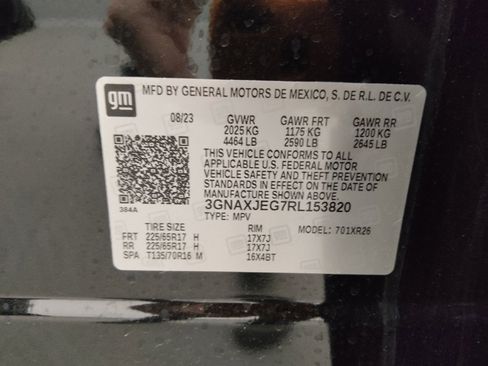 gm
MFD BY GENERAL MOTORS DE MEXICO, S. DE R.L. DE C.V.
08/23 GVWR GAWR FRT GAWR RR
2025 KG 1175 KG 1200 KG
4464 LB 2590 LB 2645 LB
THIS VEHICLE CONFORMS TO ALL
APPLICABLE U.S. FEDERAL MOTOR
VEHICLE SAFETY AND THEFT PREVENTION
STANDARDS IN EFFECT ON THE DATE OF
MANUFACTURE SHOWN ABOVE.
384A 3GNAXJEG7RL153820
TYPE: MPV MODEL: 701XR26
TIRE SIZE RIM
FRT 225/65R17 H 17X7J
RR 225/65R17 H 17X7J
SPA T135/70R16 M 16X4BT